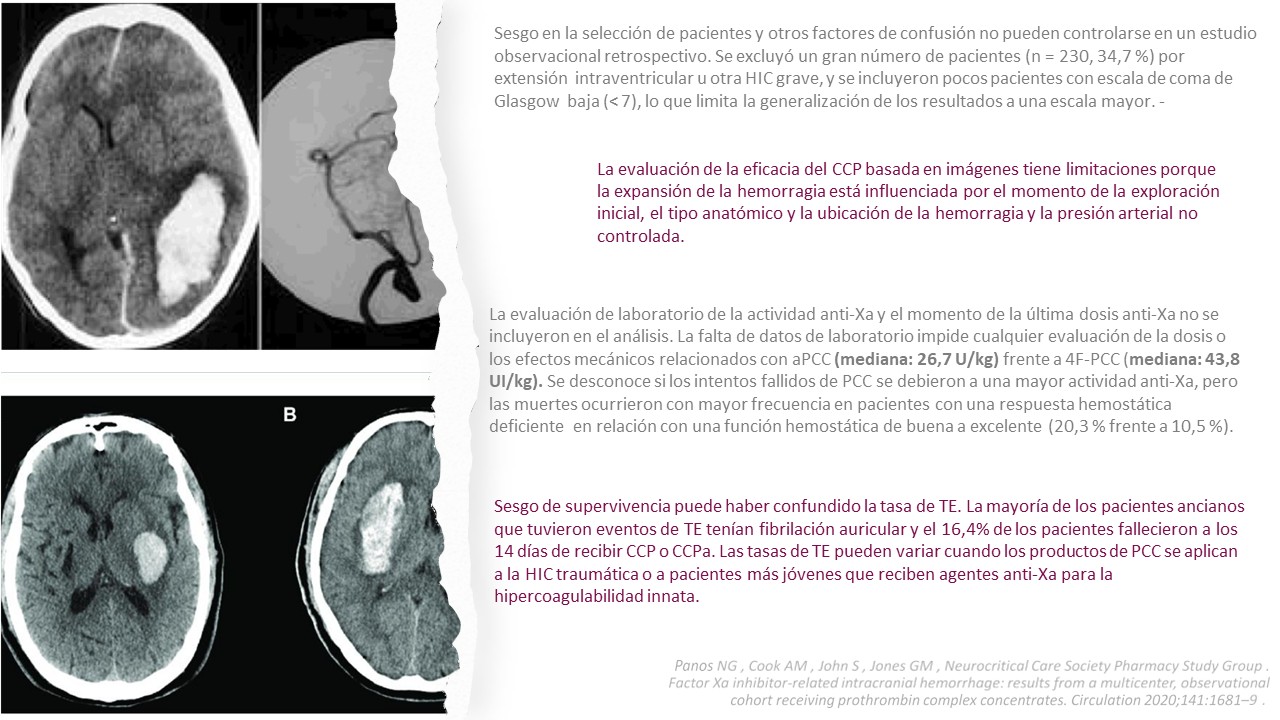 Sesgo en la selección de pacientes y otros factores de confusión no pueden controlarse en un estudio
observacional retrospectivo. Se excluyó un gran número de pacientes (n = 230, 34,7 %) por
extensión intraventricular u otra HIC grave, y se incluyeron pocos pacientes con escala de coma de
Glasgow baja (< 7), lo que limita la generalización de los resultados a una escala mayor. -
La evaluación de la eficacia del CCP basada en imágenes tiene limitaciones porque
la expansión de la hemorragia está influenciada por el momento de la exploración
inicial, el tipo anatómico y la ubicación de la hemorragia y la presión arterial no
controlada.
La evaluación de laboratorio de la actividad anti-Xa y el momento de la última dosis anti-Xa no se
incluyeron en el análisis. La falta de datos de laboratorio impide cualquier evaluación de la dosis o
los efectos mecánicos relacionados con aPCC (mediana: 26,7 U/kg) frente a 4F-PCC (mediana: 43,8
UI/kg). Se desconoce si los intentos fallidos de PCC se debieron a una mayor actividad anti-Xa, pero
las muertes ocurrieron con mayor frecuencia en pacientes con una respuesta hemostática
deficiente en relación con una función hemostática de buena a excelente (20,3 % frente a 10,5 %).
B
Sesgo de supervivencia puede haber confundido la tasa de TE. La mayoría de los pacientes ancianos
que tuvieron eventos de TE tenían fibrilación auricular y el 16,4% de los pacientes fallecieron a los
14 días de recibir CCP o CCPa. Las tasas de TE pueden variar cuando los productos de PCC se aplican
a la HIC traumática o a pacientes más jóvenes que reciben agentes anti-Xa para la
hipercoagulabilidad innata.
Panos NG , Cook AM , John S , Jones GM , Neurocritical Care Society Pharmacy Study Group .
Factor Xa inhibitor-related intracranial hemorrhage: results from a multicenter, observational
cohort receiving prothrombin complex concentrates. Circulation 2020;141:1681–9 .